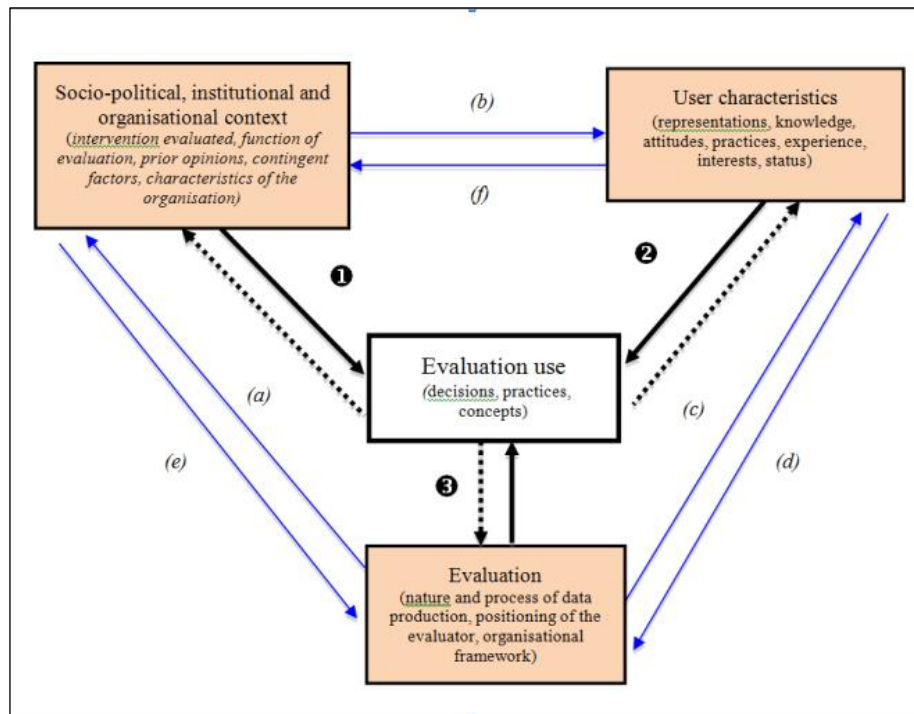 Socio-political, institutional and
organisational context
(intervention evaluated, function of
evaluation, prior opinions, contingent
factors, characteristics of the
organisation)
(b)
User characteristics
(representations, knowledge,
attitudes, practices, experience,
interests, status)
(f)
❶
❷
Evaluation use
(decisions, practices,
concepts)
(a)
(c)
(e)
(d)
❸
Evaluation
(nature and process of data
production, positioning of the
evaluator, organisational
framework)